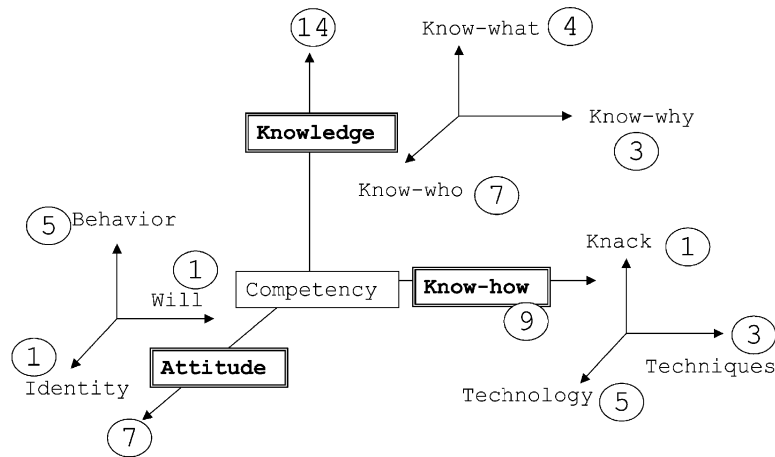 14
Know-what 4
Knowledge
Know-why
3
Know-who 7
5 Behavior
Knack 1
1
Will
Competency
Know-how
9
1
Identity
Attitude
3
Techniques
Technology 5
7